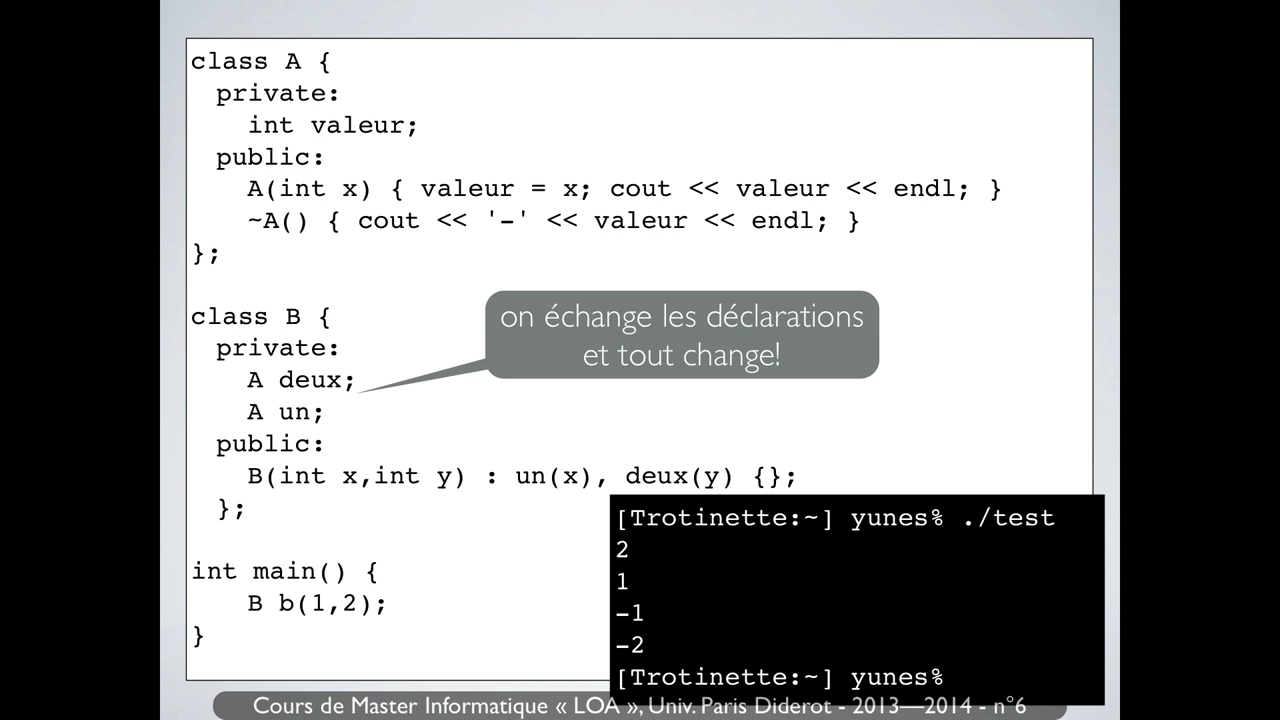 class A {
private:
int valeur;
public:
A(int x) { valeur = x; cout << valeur << endl; }
~A() { cout << '-' << valeur << endl; }
};
class B {
private:
A deux;
A un;
public:
B(int x,int y) : un(x), deux(y) {};
};
int main() {
B b(1,2);
}
on échange les déclarations
et tout change!
[Trotinette:~] yunes% ./test
2
1
-1
-2
[Trotinette:~] yunes%
Cours de Master Informatique « LOA », Univ. Paris Diderot - 2013—2014 - n°6